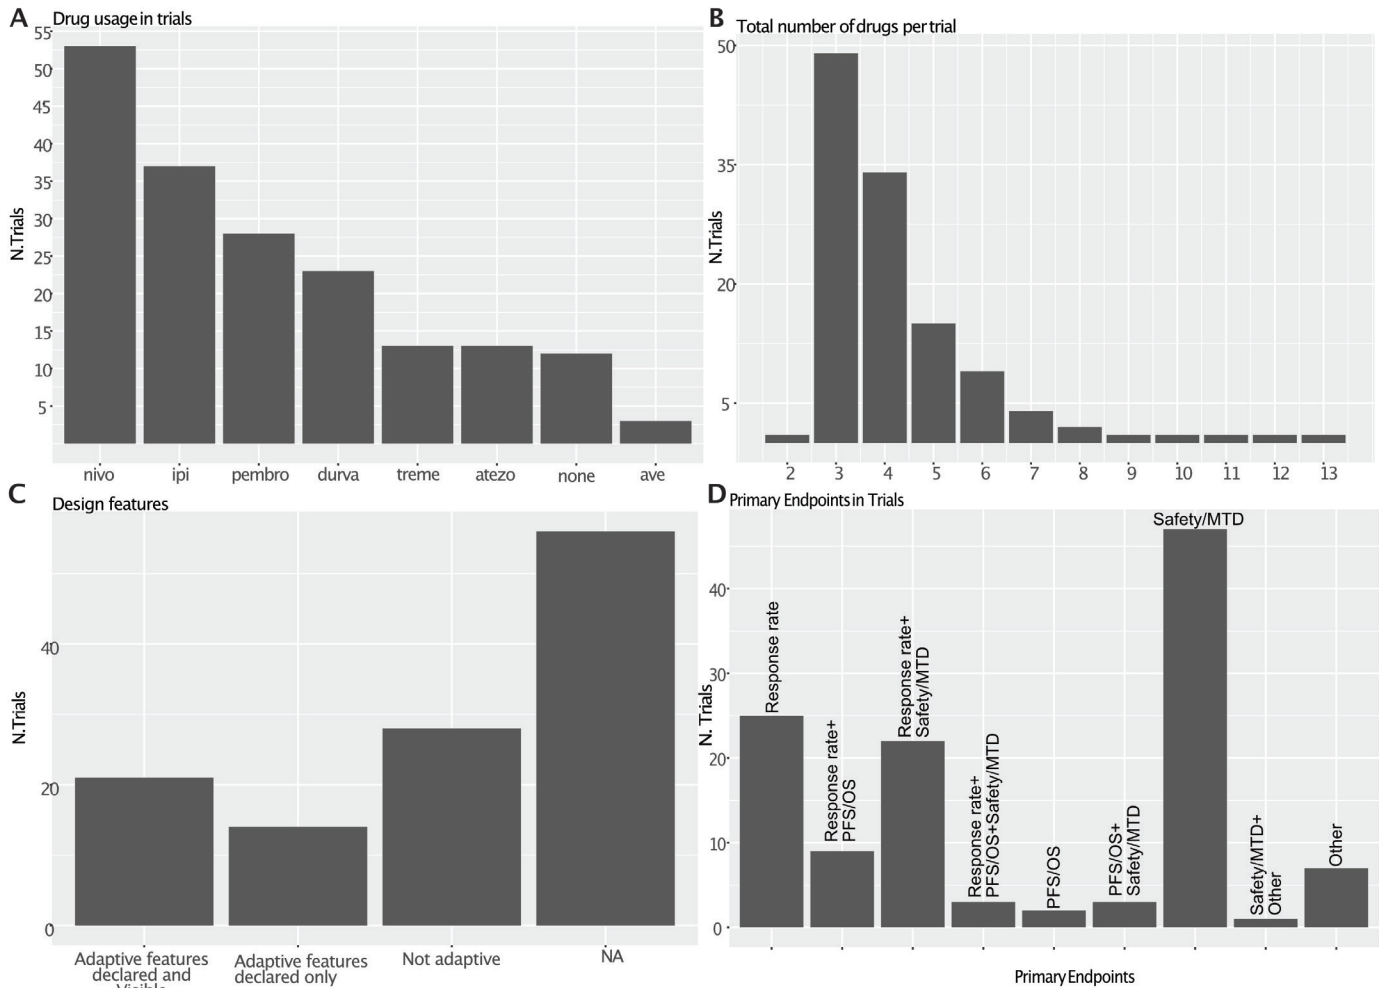 A
Drug usage in trials
55
50
45
40
35
30
25
20
15
10
5
N.Trials
nivo ipi pembro durva treme atezo none ave
B
Total number of drugs per trial
50
35
20
5
N.Trials
2 3 4 5 6 7 8 9 10 11 12 13
C
Design features
40
20
0
N.Trials
Adaptive features
declared and
Visible
Adaptive features
declared only
Not adaptive
NA
D
Primary Endpoints in Trials
40
30
20
10
0
N. Trials
Response rate
Response rate+
PFS/OS
Response rate+
Safety/MTD
Response rate+
PFS/OS+Safety/MTD
PFS/OS
PFS/OS+
Safety/MTD
Safety/MTD
Safety/MTD+
Other
Other
Primary Endpoints